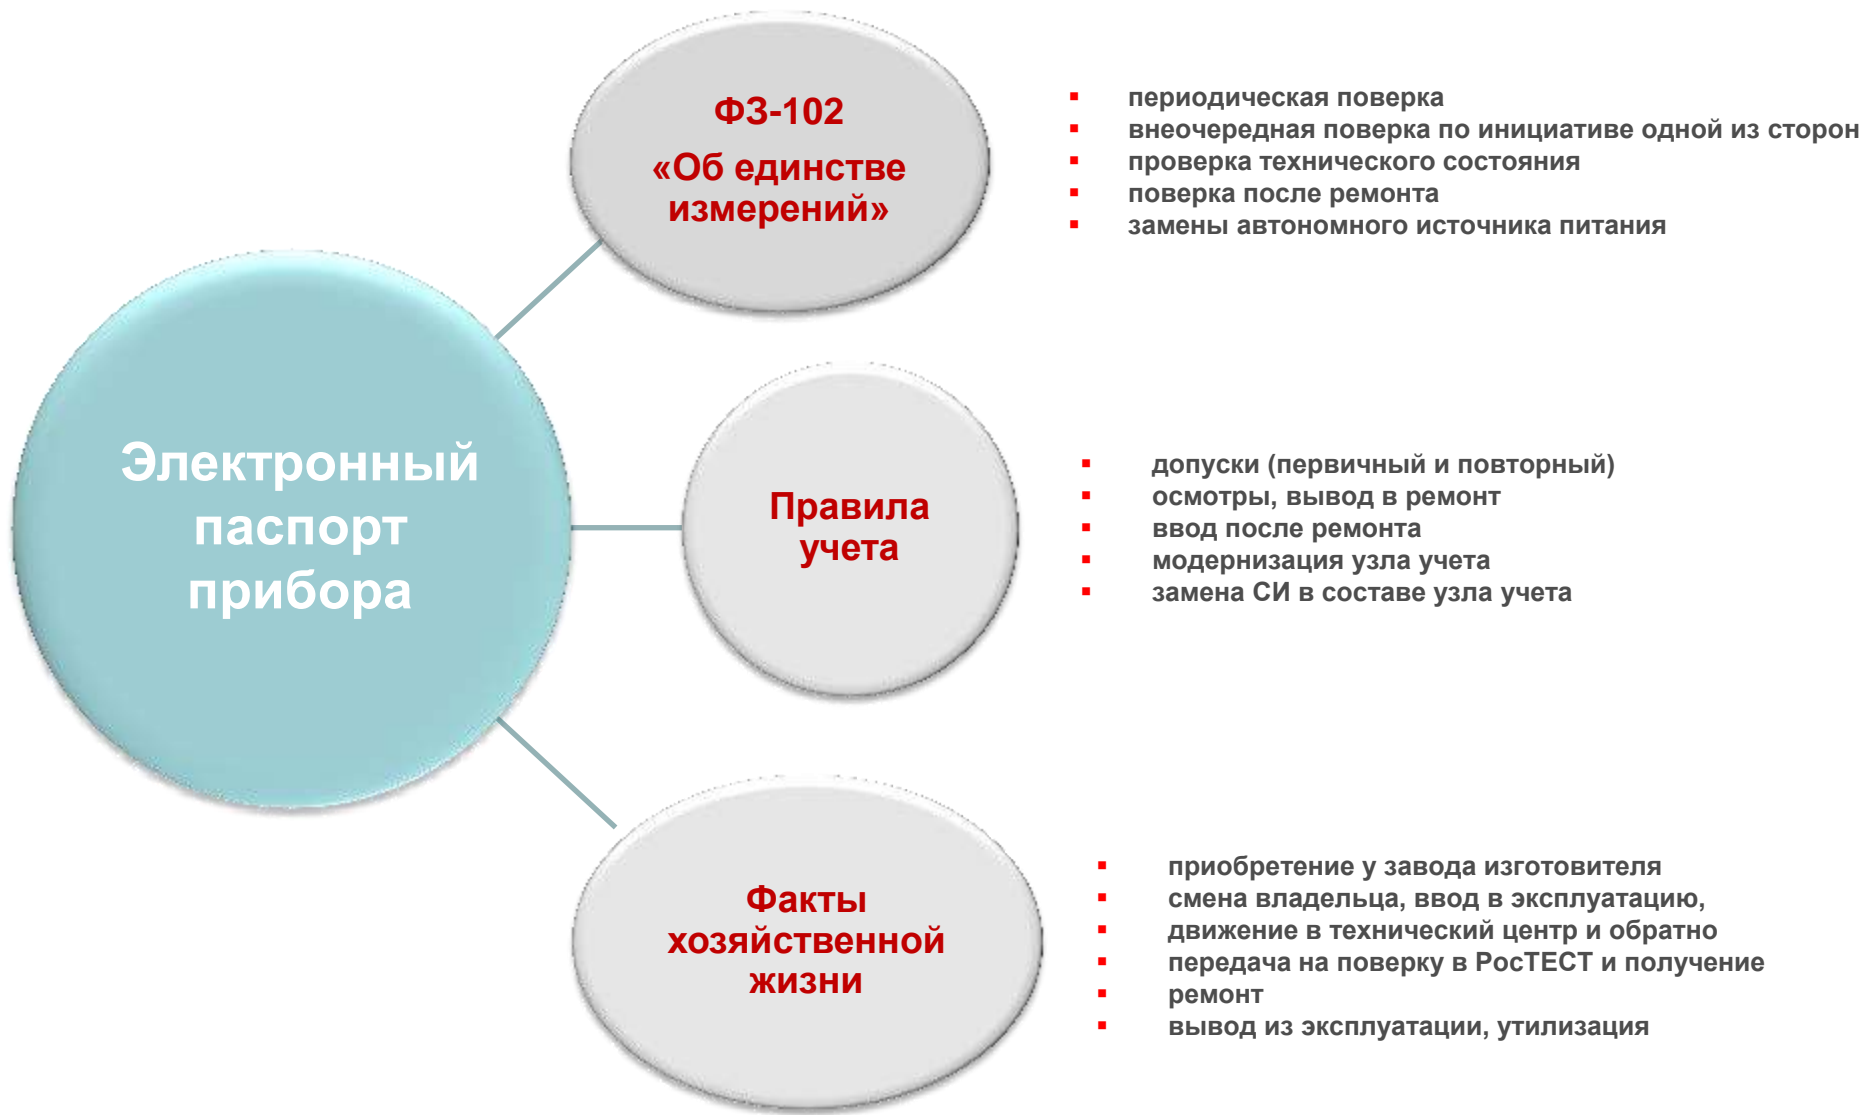 Электронный
паспорт
прибора
ФЗ-102
«Об единстве
измерений»
периодическая поверка
внеочередная поверка по инициативе одной из сторон
проверка технического состояния
поверка после ремонта
замены автономного источника питания
Правила
учета
допуски (первичный и повторный)
осмотры, вывод в ремонт
ввод после ремонта
модернизация узла учета
замена СИ в составе узла учета
Факты
хозяйственной
жизни
приобретение у завода изготовителя
смена владельца, ввод в эксплуатацию,
движение в технический центр и обратно
передача на поверку в РосТЕСТ и получение
ремонт
вывод из эксплуатации, утилизация